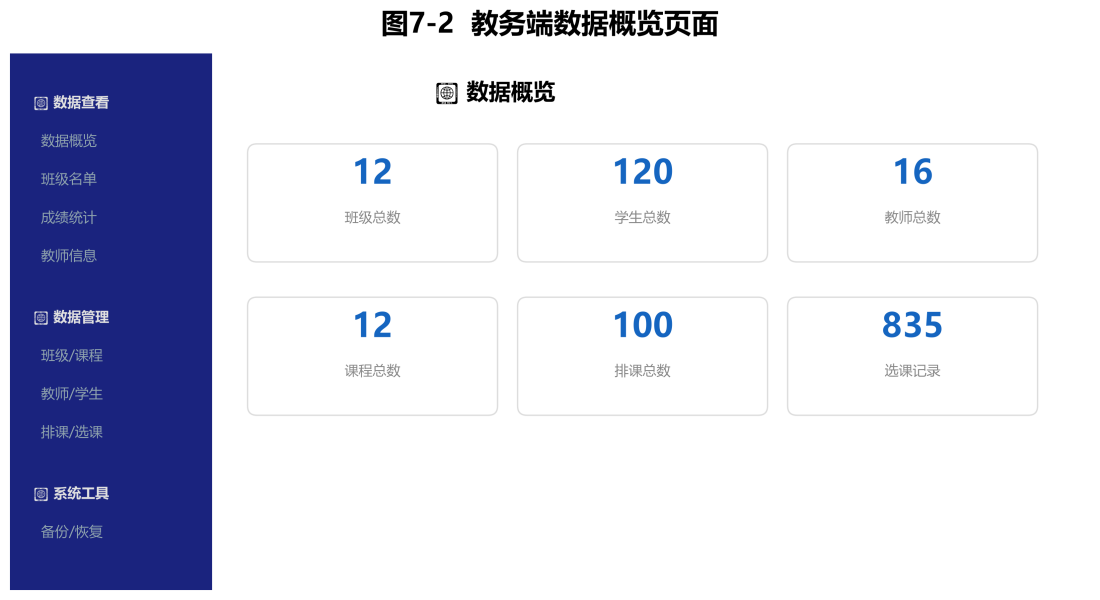 图7-2 教务端数据概览页面
数据查看
数据概览
班级名单
成绩统计
教师信息
数据管理
班级/课程
教师/学生
排课/选课
系统工具
备份/恢复
数据概览
12
班级总数
120
学生总数
16
教师总数
12
课程总数
100
排课总数
835
选课记录